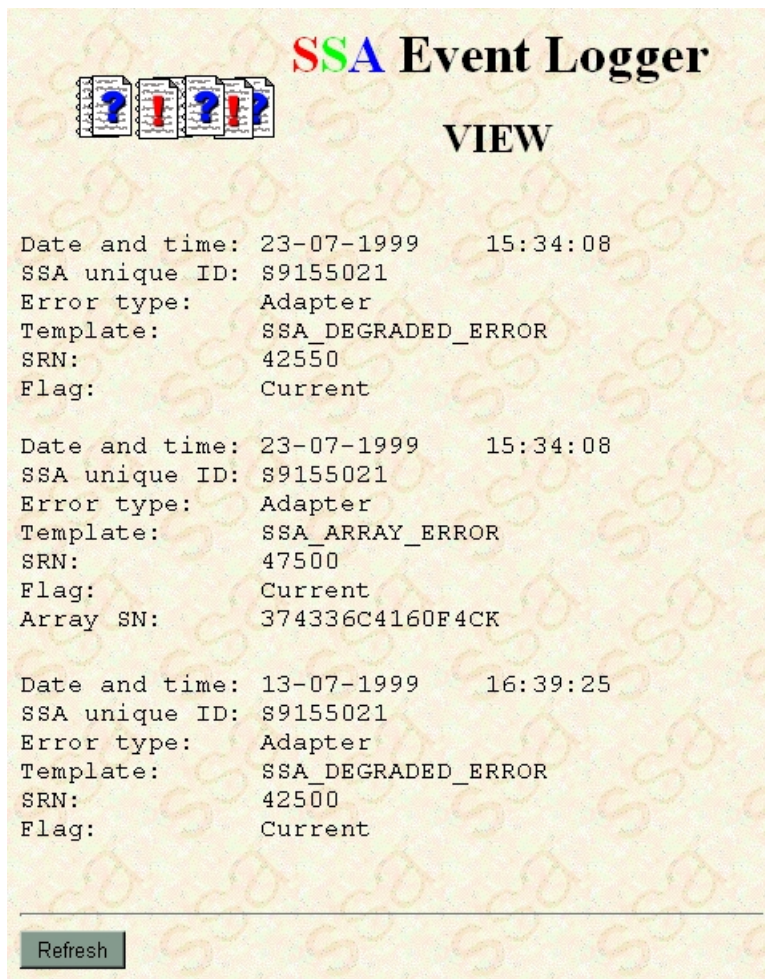 SSA Event Logger
VIEW
Date and time: 23-07-1999 15:34:08
SSA unique ID: S9155021
Error type: Adapter
Template: SSA_DEGRADED_ERROR
SRN: 42550
Flag: Current
Date and time: 23-07-1999 15:34:08
SSA unique ID: S9155021
Error type: Adapter
Template: SSA_ARRAY_ERROR
SRN: 47500
Flag: Current
Array SN: 374336C4160F4CK
Date and time: 13-07-1999 16:39:25
SSA unique ID: S9155021
Error type: Adapter
Template: SSA_DEGRADED_ERROR
SRN: 42500
Flag: Current
Refresh